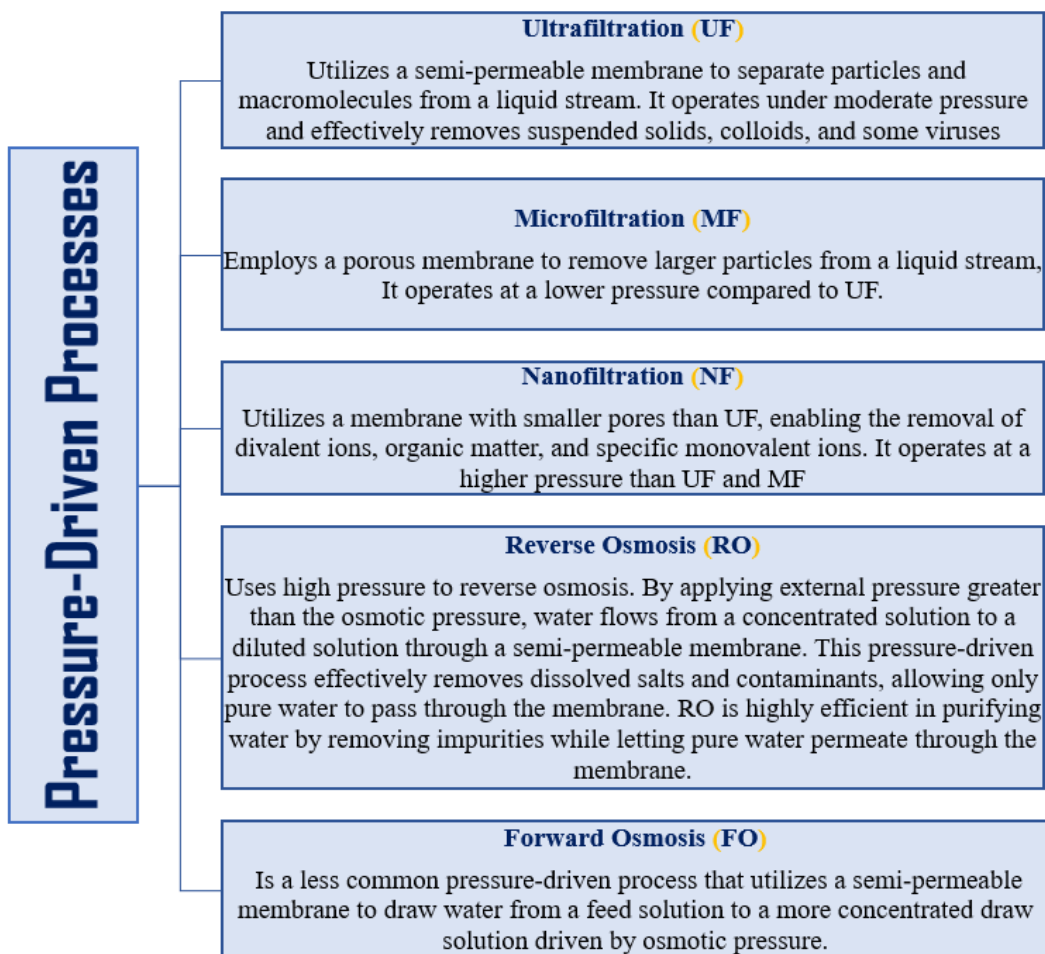 Pressure-Driven Processes
Ultrafiltration (UF)
Utilizes a semi-permeable membrane to separate particles and
macromolecules from a liquid stream. It operates under moderate pressure
and effectively removes suspended solids, colloids, and some viruses
Microfiltration (MF)
Employs a porous membrane to remove larger particles from a liquid stream,
It operates at a lower pressure compared to UF.
Nanofiltration (NF)
Utilizes a membrane with smaller pores than UF, enabling the removal of
divalent ions, organic matter, and specific monovalent ions. It operates at a
higher pressure than UF and MF
Reverse Osmosis (RO)
Uses high pressure to reverse osmosis. By applying external pressure greater
than the osmotic pressure, water flows from a concentrated solution to a
diluted solution through a semi-permeable membrane. This pressure-driven
process effectively removes dissolved salts and contaminants, allowing only
pure water to pass through the membrane. RO is highly efficient in purifying
water by removing impurities while letting pure water permeate through the
membrane.
Forward Osmosis (FO)
Is a less common pressure-driven process that utilizes a semi-permeable
membrane to draw water from a feed solution to a more concentrated draw
solution driven by osmotic pressure.